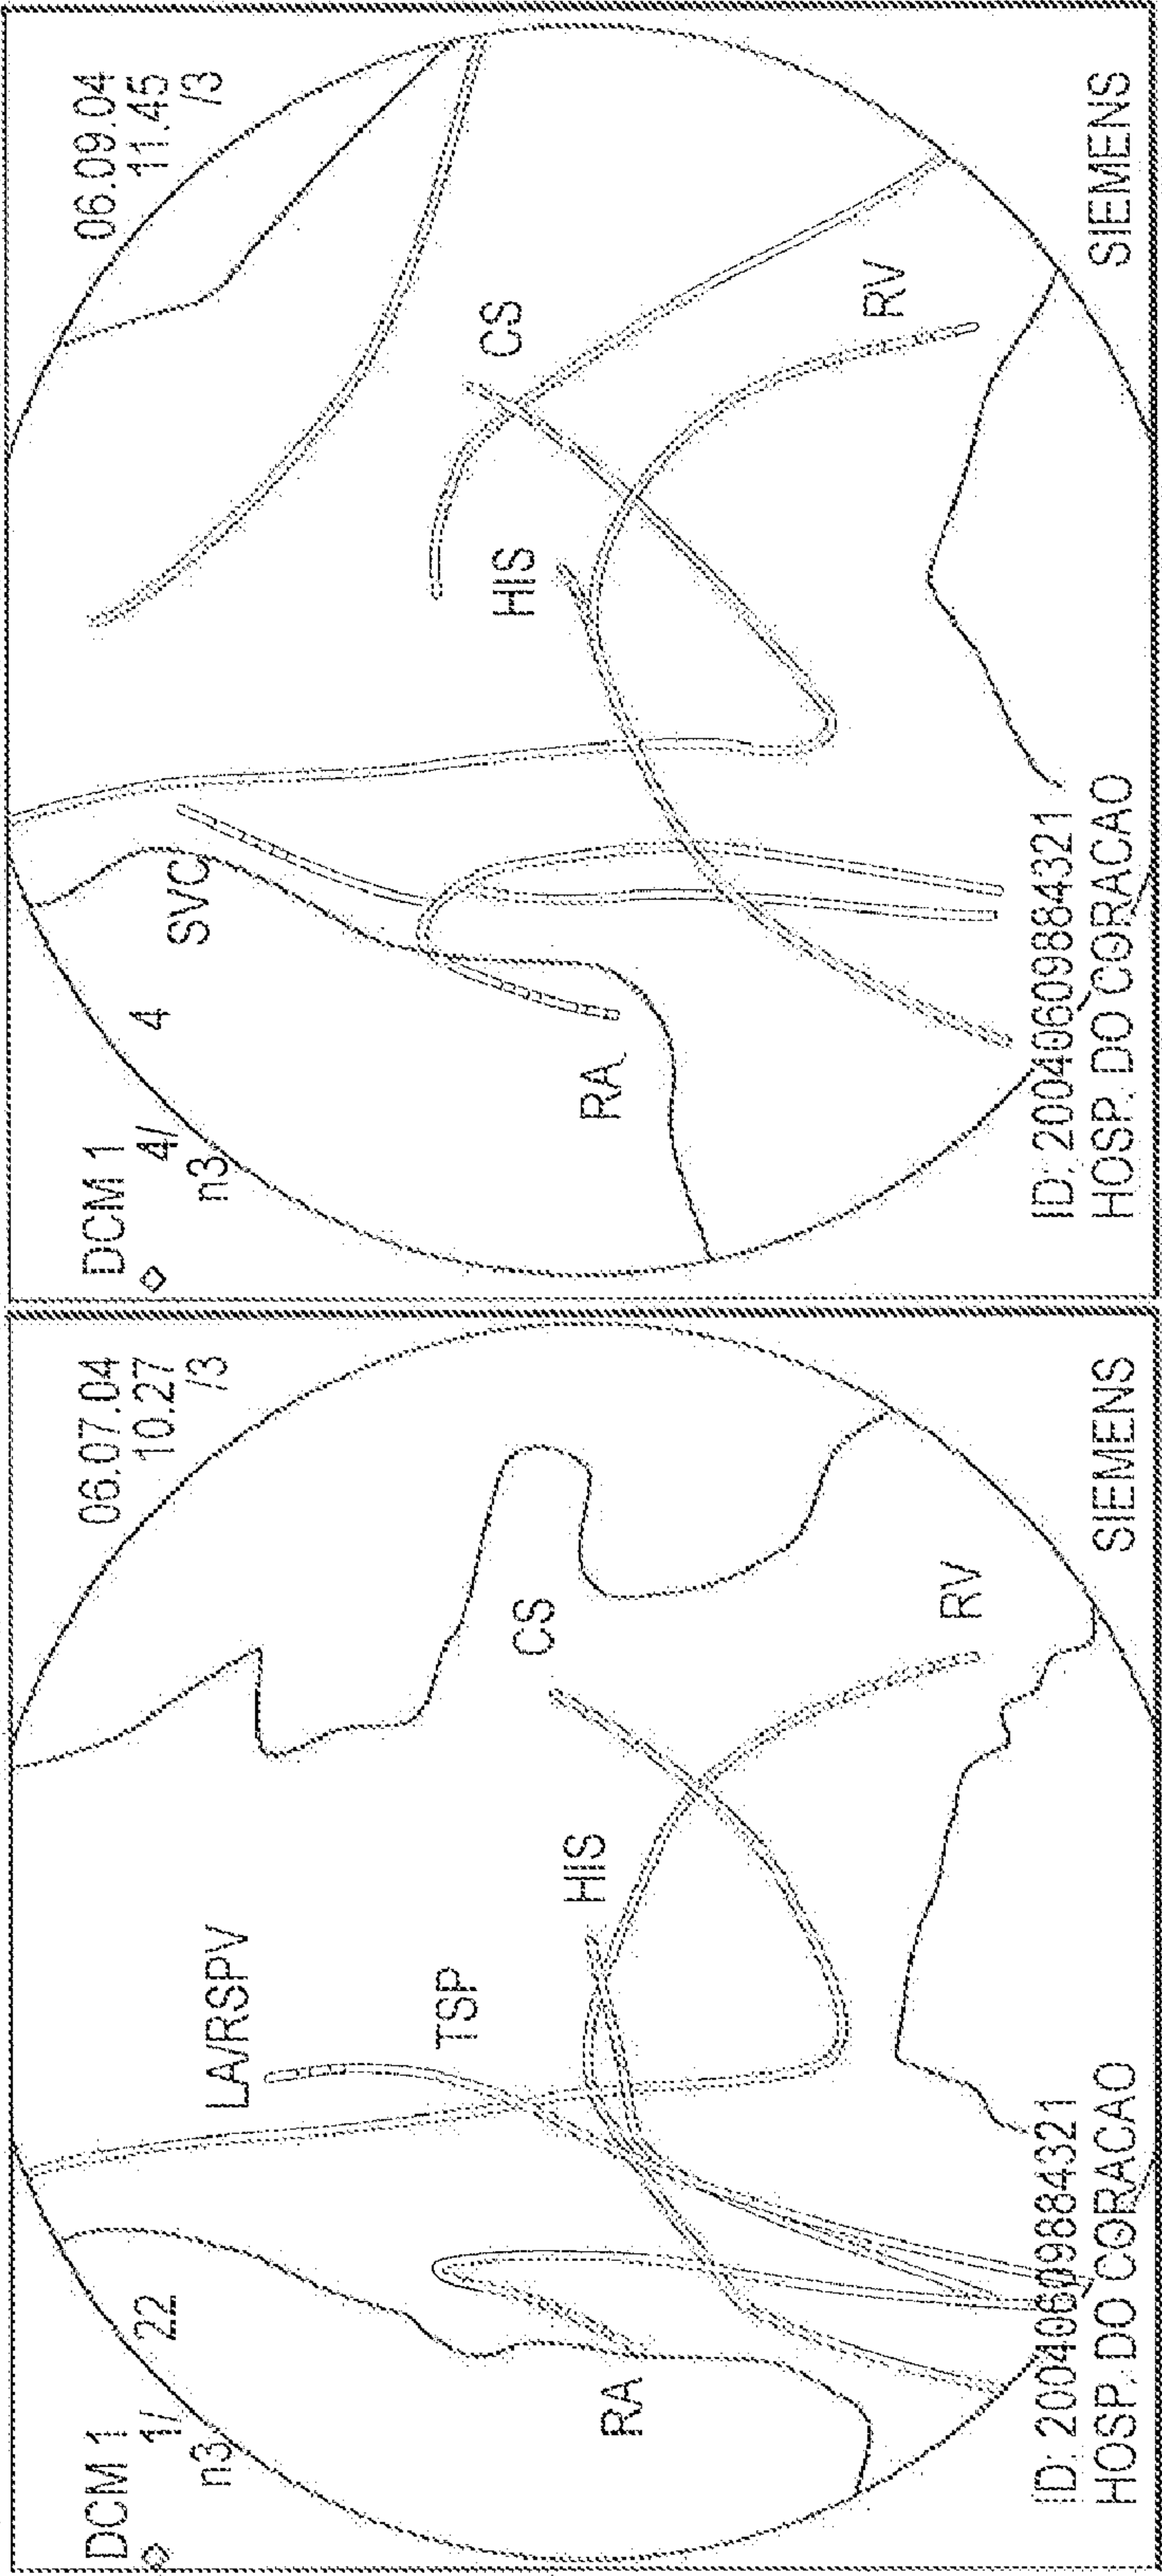 DCM 1
1/ 22
n3
06.07.04
10.27
/3
LA/RSPV
TSP
CS
HIS
RA
RV
ID: 20040609884321
HOSP. DO CORACAO
SIEMENS
DCM 1
4/ 4
n3
06.09.04
11.45
/3
SVC
CS
HIS
RA
RV
ID: 20040609884321
HOSP. DO CORACAO
SIEMENS